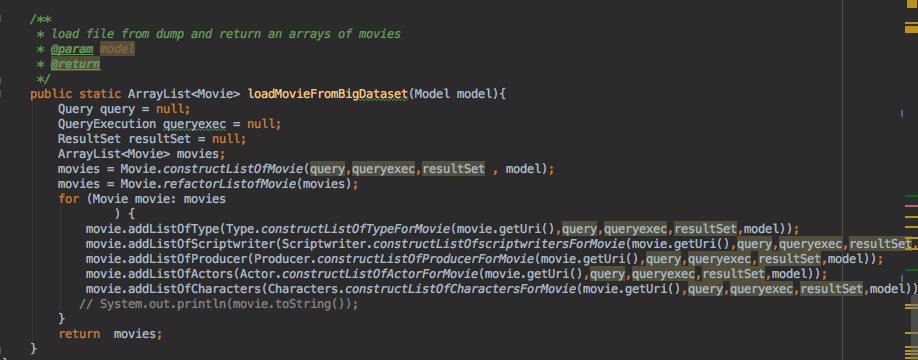 /**
 * load file from dump and return an arrays of movies
 * @param model
 * @return
 */
public static ArrayList<Movie> loadMovieFromBigDataset(Model model){
    Query query = null;
    QueryExecution queryexec = null;
    ResultSet resultSet = null;
    ArrayList<Movie> movies;
    movies = Movie.constructListOfMovie(query,queryexec,resultSet , model);
    movies = Movie.refactorListofMovie(movies);
    for (Movie movie: movies
            ) {
        movie.addListOfType(Type.constructListOfTypeForMovie(movie.getUri(),query,queryexec,resultSet,model));
        movie.addListOfScriptwriter(Scriptwriter.constructListOfscriptwritersForMovie(movie.getUri(),query,queryexec,resultSet,
        movie.addListOfProducer(Producer.constructListOfProducerForMovie(movie.getUri(),query,queryexec,resultSet,model));
        movie.addListOfActors(Actor.constructListOfActorForMovie(movie.getUri(),query,queryexec,resultSet,model));
        movie.addListOfCharacters(Characters.constructListOfCharactersForMovie(movie.getUri(),query,queryexec,resultSet,model))
       // System.out.println(movie.toString());
    }
    return  movies;
}